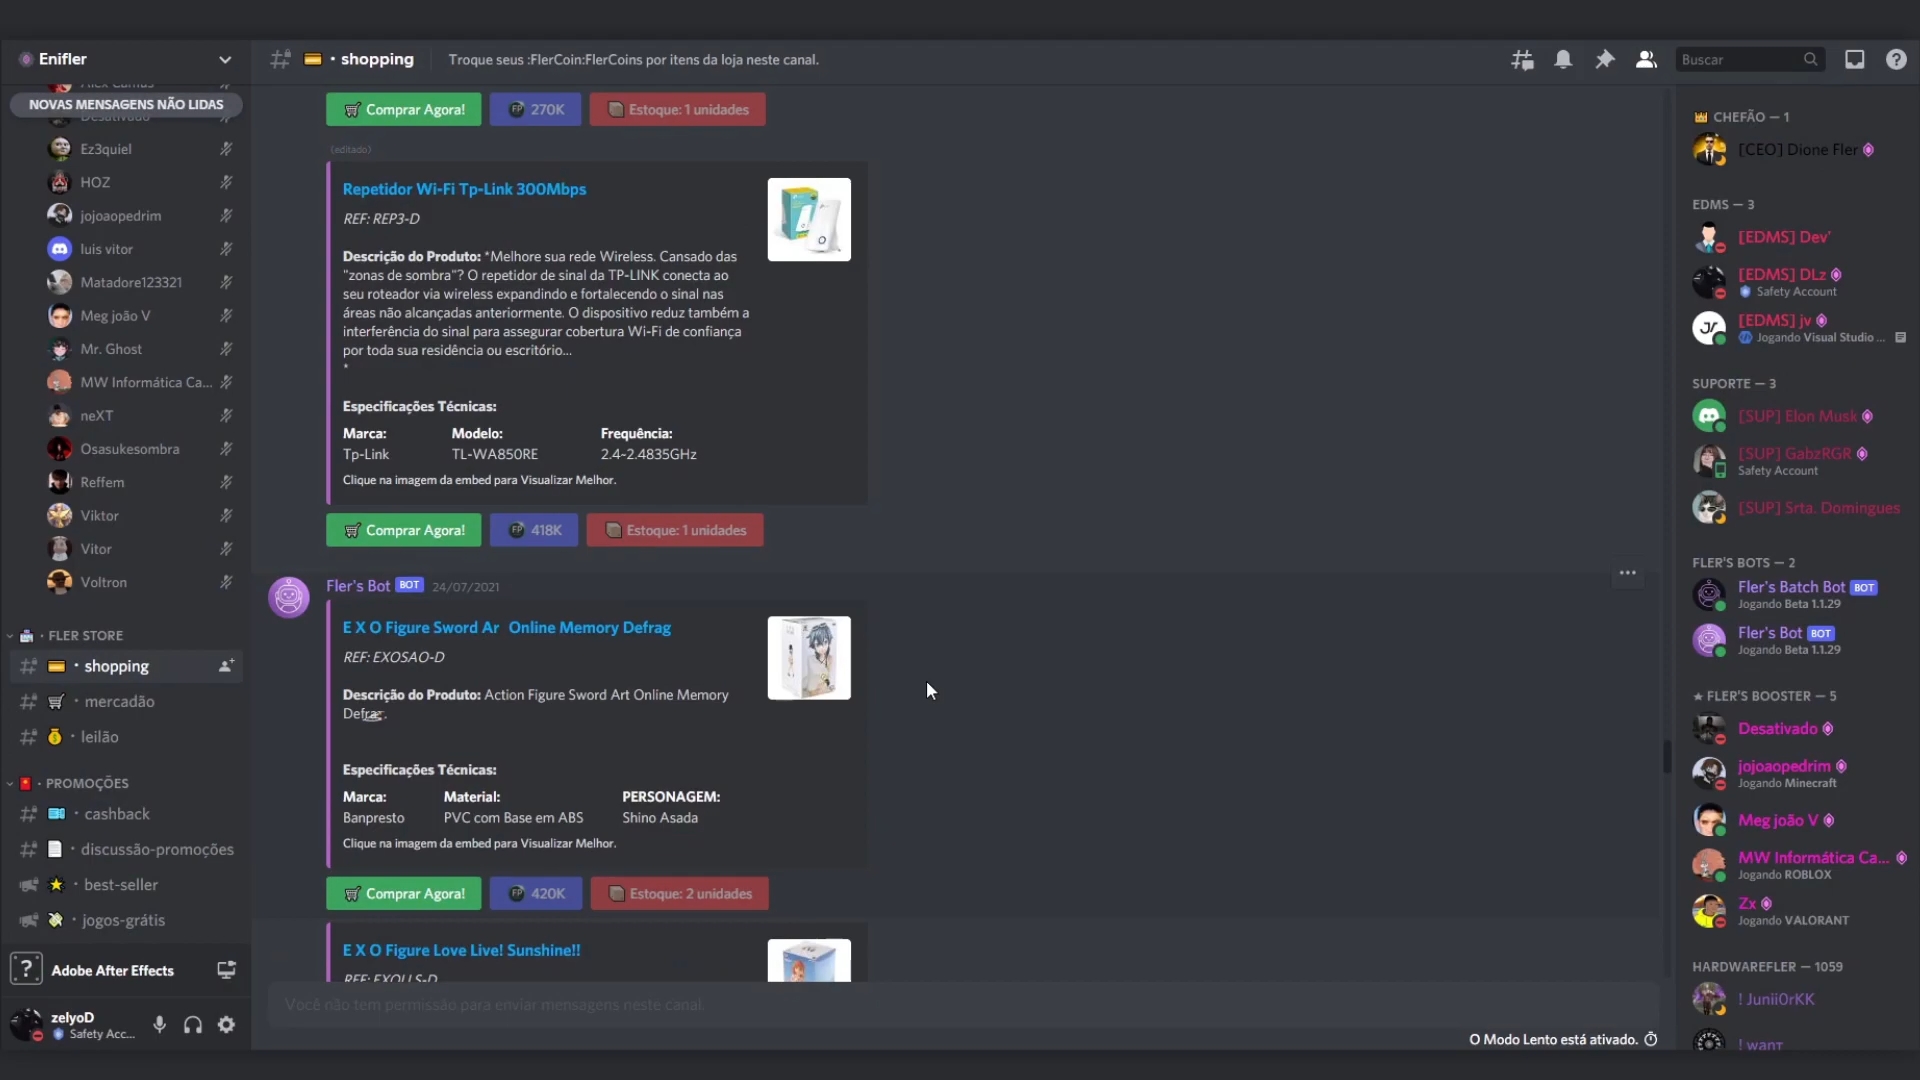 Enifler
NOVAS MENSAGENS NÃO LIDAS
Desativado
Ez3quiel
HOZ
jojoaopedrim
luis vitor
Matadore123321
Meg joão V
Mr. Ghost
MW Informática Ca...
neXT
Osasukesombra
Reffem
Viktor
Vitor
Voltron
FLER STORE
shopping
mercadão
leilão
PROMOÇÕES
cashback
discussão-promoções
best-seller
jogos-grátis
Adobe After Effects
zelyoD
Safety Acc...
shopping
Troque seus :FlerCoin:FlerCoins por itens da loja neste canal.
Buscar
Comprar Agora!
FP 270K
Estoque: 1 unidades
(editado)
Repetidor Wi-Fi Tp-Link 300Mbps
REF: REP3-D
Descrição do Produto: *Melhore sua rede Wireless. Cansado das
"zonas de sombra"? O repetidor de sinal da TP-LINK conecta ao
seu roteador via wireless expandindo e fortalecendo o sinal nas
áreas não alcançadas anteriormente. O dispositivo reduz também a
interferência do sinal para assegurar cobertura Wi-Fi de confiança
por toda sua residência ou escritório...
*
Especificações Técnicas:
Marca: Modelo: Frequência:
Tp-Link TL-WA850RE 2.4~2.4835GHz
Clique na imagem da embed para Visualizar Melhor.
Comprar Agora!
FP 418K
Estoque: 1 unidades
Fler's Bot BOT 24/07/2021
E X O Figure Sword Ar Online Memory Defrag
REF: EXOSAO-D
Descrição do Produto: Action Figure Sword Art Online Memory
Defrag.
Especificações Técnicas:
Marca: Material: PERSONAGEM:
Banpresto PVC com Base em ABS Shino Asada
Clique na imagem da embed para Visualizar Melhor.
Comprar Agora!
FP 420K
Estoque: 2 unidades
E X O Figure Love Live! Sunshine!!
REF: EXOLLS-D
Você não tem permissão para enviar mensagens neste canal.
O Modo Lento está ativado.
CHEFÃO — 1
[CEO] Dione Fler
EDMS — 3
[EDMS] Dev'
[EDMS] DLz
Safety Account
[EDMS] jv
Jogando Visual Studio ...
SUPORTE — 3
[SUP] Elon Musk
[SUP] GabzRGR
Safety Account
[SUP] Srta. Domingues
FLER'S BOTS — 2
Fler's Batch Bot BOT
Jogando Beta 1.1.29
Fler's Bot BOT
Jogando Beta 1.1.29
★ FLER'S BOOSTER — 5
Desativado
jojoaopedrim
Jogando Minecraft
Meg joão V
MW Informática Ca...
Jogando ROBLOX
Zx
Jogando VALORANT
HARDWAREFLER — 1059
! Junii0rKK
! wanт